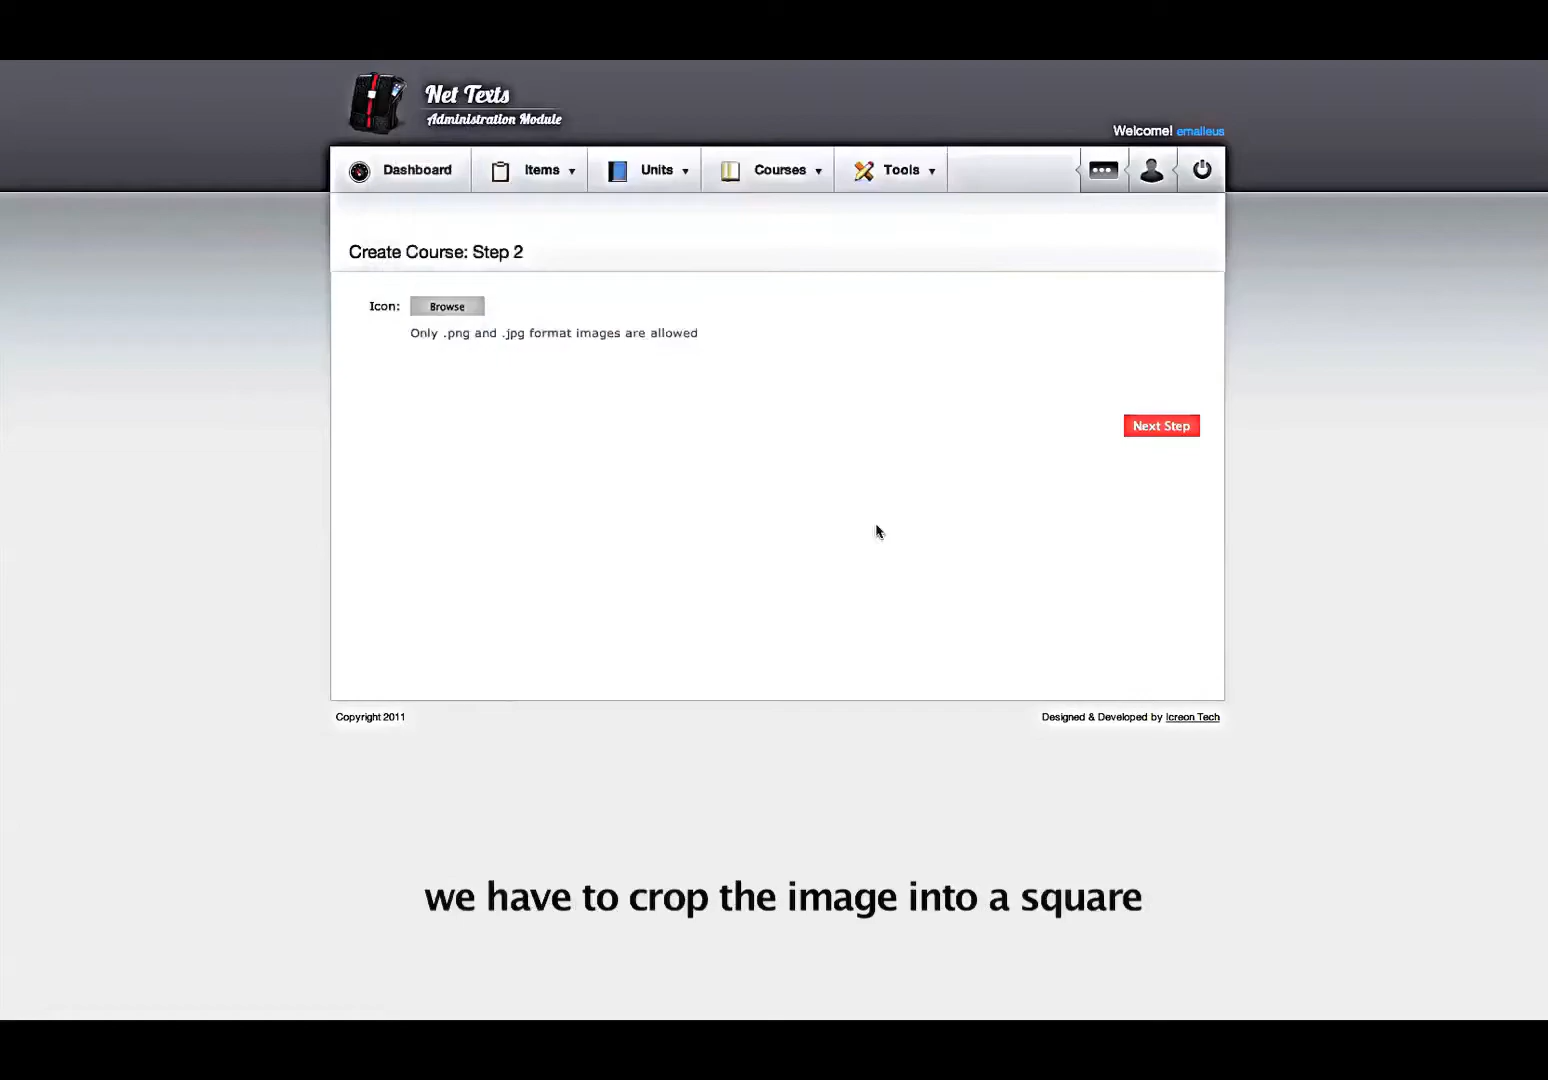 Net Texts
Administration Module
Welcome! emalleus
Dashboard
Items
Units
Courses
Tools
Create Course: Step 2
Icon:
Browse
Only .png and .jpg format images are allowed
Next Step
Copyright 2011
Designed & Developed by Icreon Tech
we have to crop the image into a square